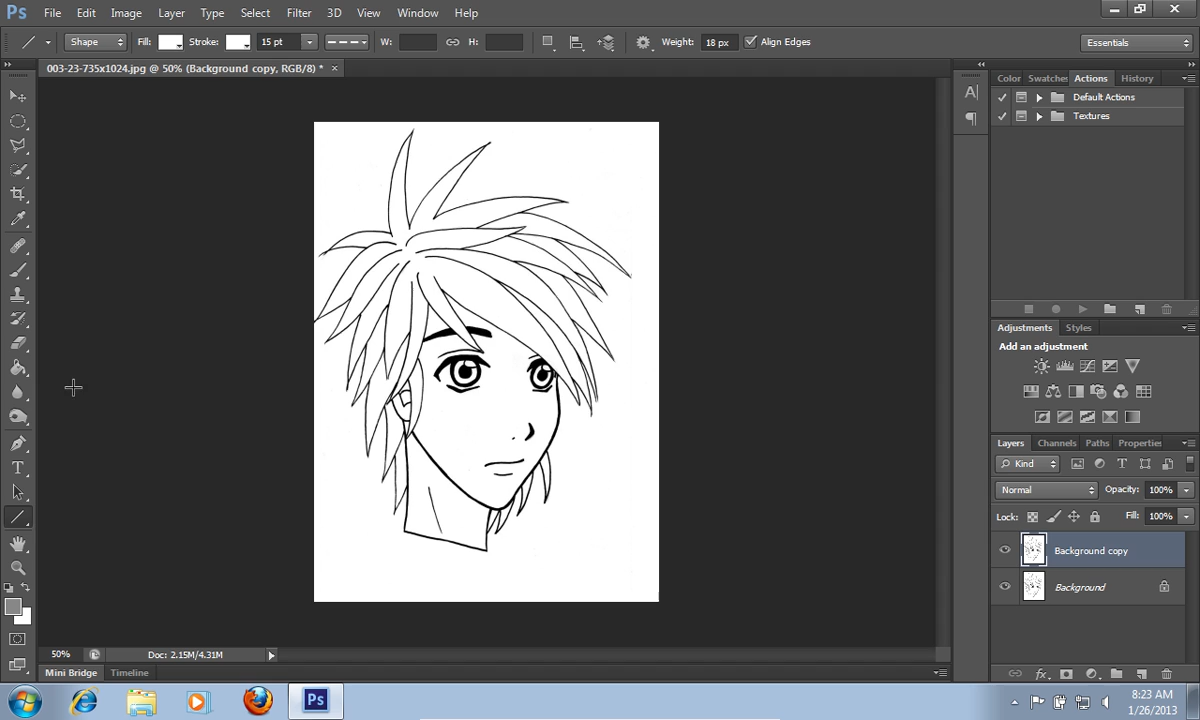 Ps File Edit Image Layer Type Select Filter 3D View Window Help
Shape Fill: Stroke: 15 pt W: H: Weight: 18 px Align Edges Essentials
003-23-735x1024.jpg @ 50% (Background copy, RGB/8) * ×
Color Swatches Actions History
Default Actions
Textures
Adjustments Styles
Add an adjustment
Layers Channels Paths Properties
Kind
Normal Opacity: 100%
Lock: Fill: 100%
Background copy
Background
50% Doc: 2.15M/4.31M
Mini Bridge Timeline
fx
Ps
8:23 AM
1/26/2013